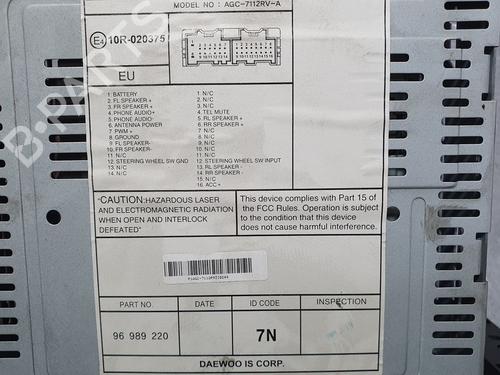 MODEL NO : AGC-7112RV-A
E4 10R-020375
EU
1. BATTERY
2. FL SPEAKER +
3. FR SPEAKER +
4. PHONE AUDIO+
5. PHONE AUDIO-
6. ANTENNA POWER
7. PWM +
8. GROUND
9. FL SPEAKER-
10. FR SPEAKER-
11. N/C
12. STEERING WHEEL SW GND
13. N/C
14. N/C
1. N/C
2. N/C
3. N/C
4. TEL MUTE
5. RL SPEAKER +
6. RR SPEAKER +
7. N/C
8. N/C
9. N/C
10. N/C
11. N/C
12. STEERING WHEEL SW INPUT
13. RL SPEAKER -
14. RR SPEAKER -
15. N/C
16. ACC +
"CAUTION:HAZARDOUS LASER
AND ELECTROMAGNETIC RADIATION
WHEN OPEN AND INTERLOCK
DEFEATED"
This device complies with Part 15 of
the FCC Rules. Operation is subject
to the condition that this device
does not cause harmful interference.
PART NO. DATE ID CODE INSPECTION
96 989 220 7N
DAEWOO IS CORP.
B-PARTS